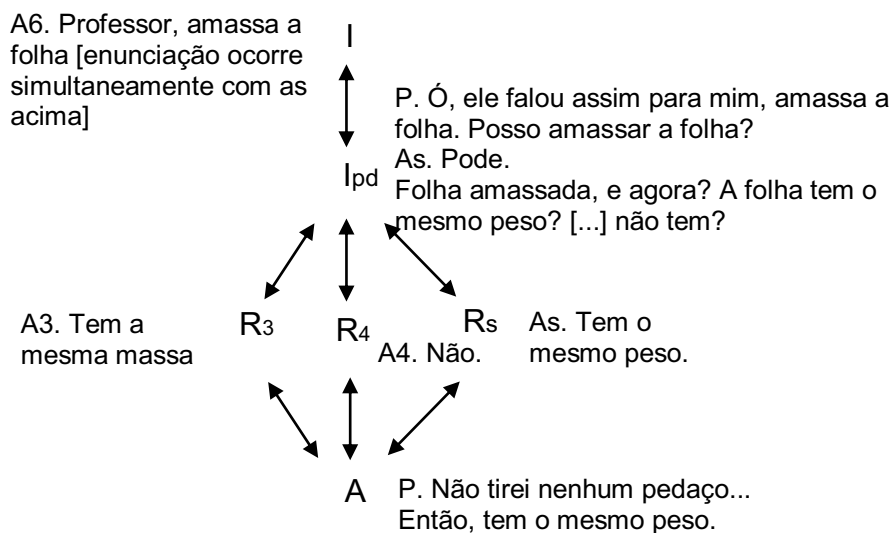 A6. Professor, amassa a
folha [enunciação ocorre
simultaneamente com as
acima]
I
P. Ó, ele falou assim para mim, amassa a
folha. Posso amassar a folha?
As. Pode.
Folha amassada, e agora? A folha tem o
mesmo peso? [...] não tem?
Ipd
A3. Tem a
mesma massa
R3
R4
A4. Não.
Rs
As. Tem o
mesmo peso.
A
P. Não tirei nenhum pedaço...
Então, tem o mesmo peso.